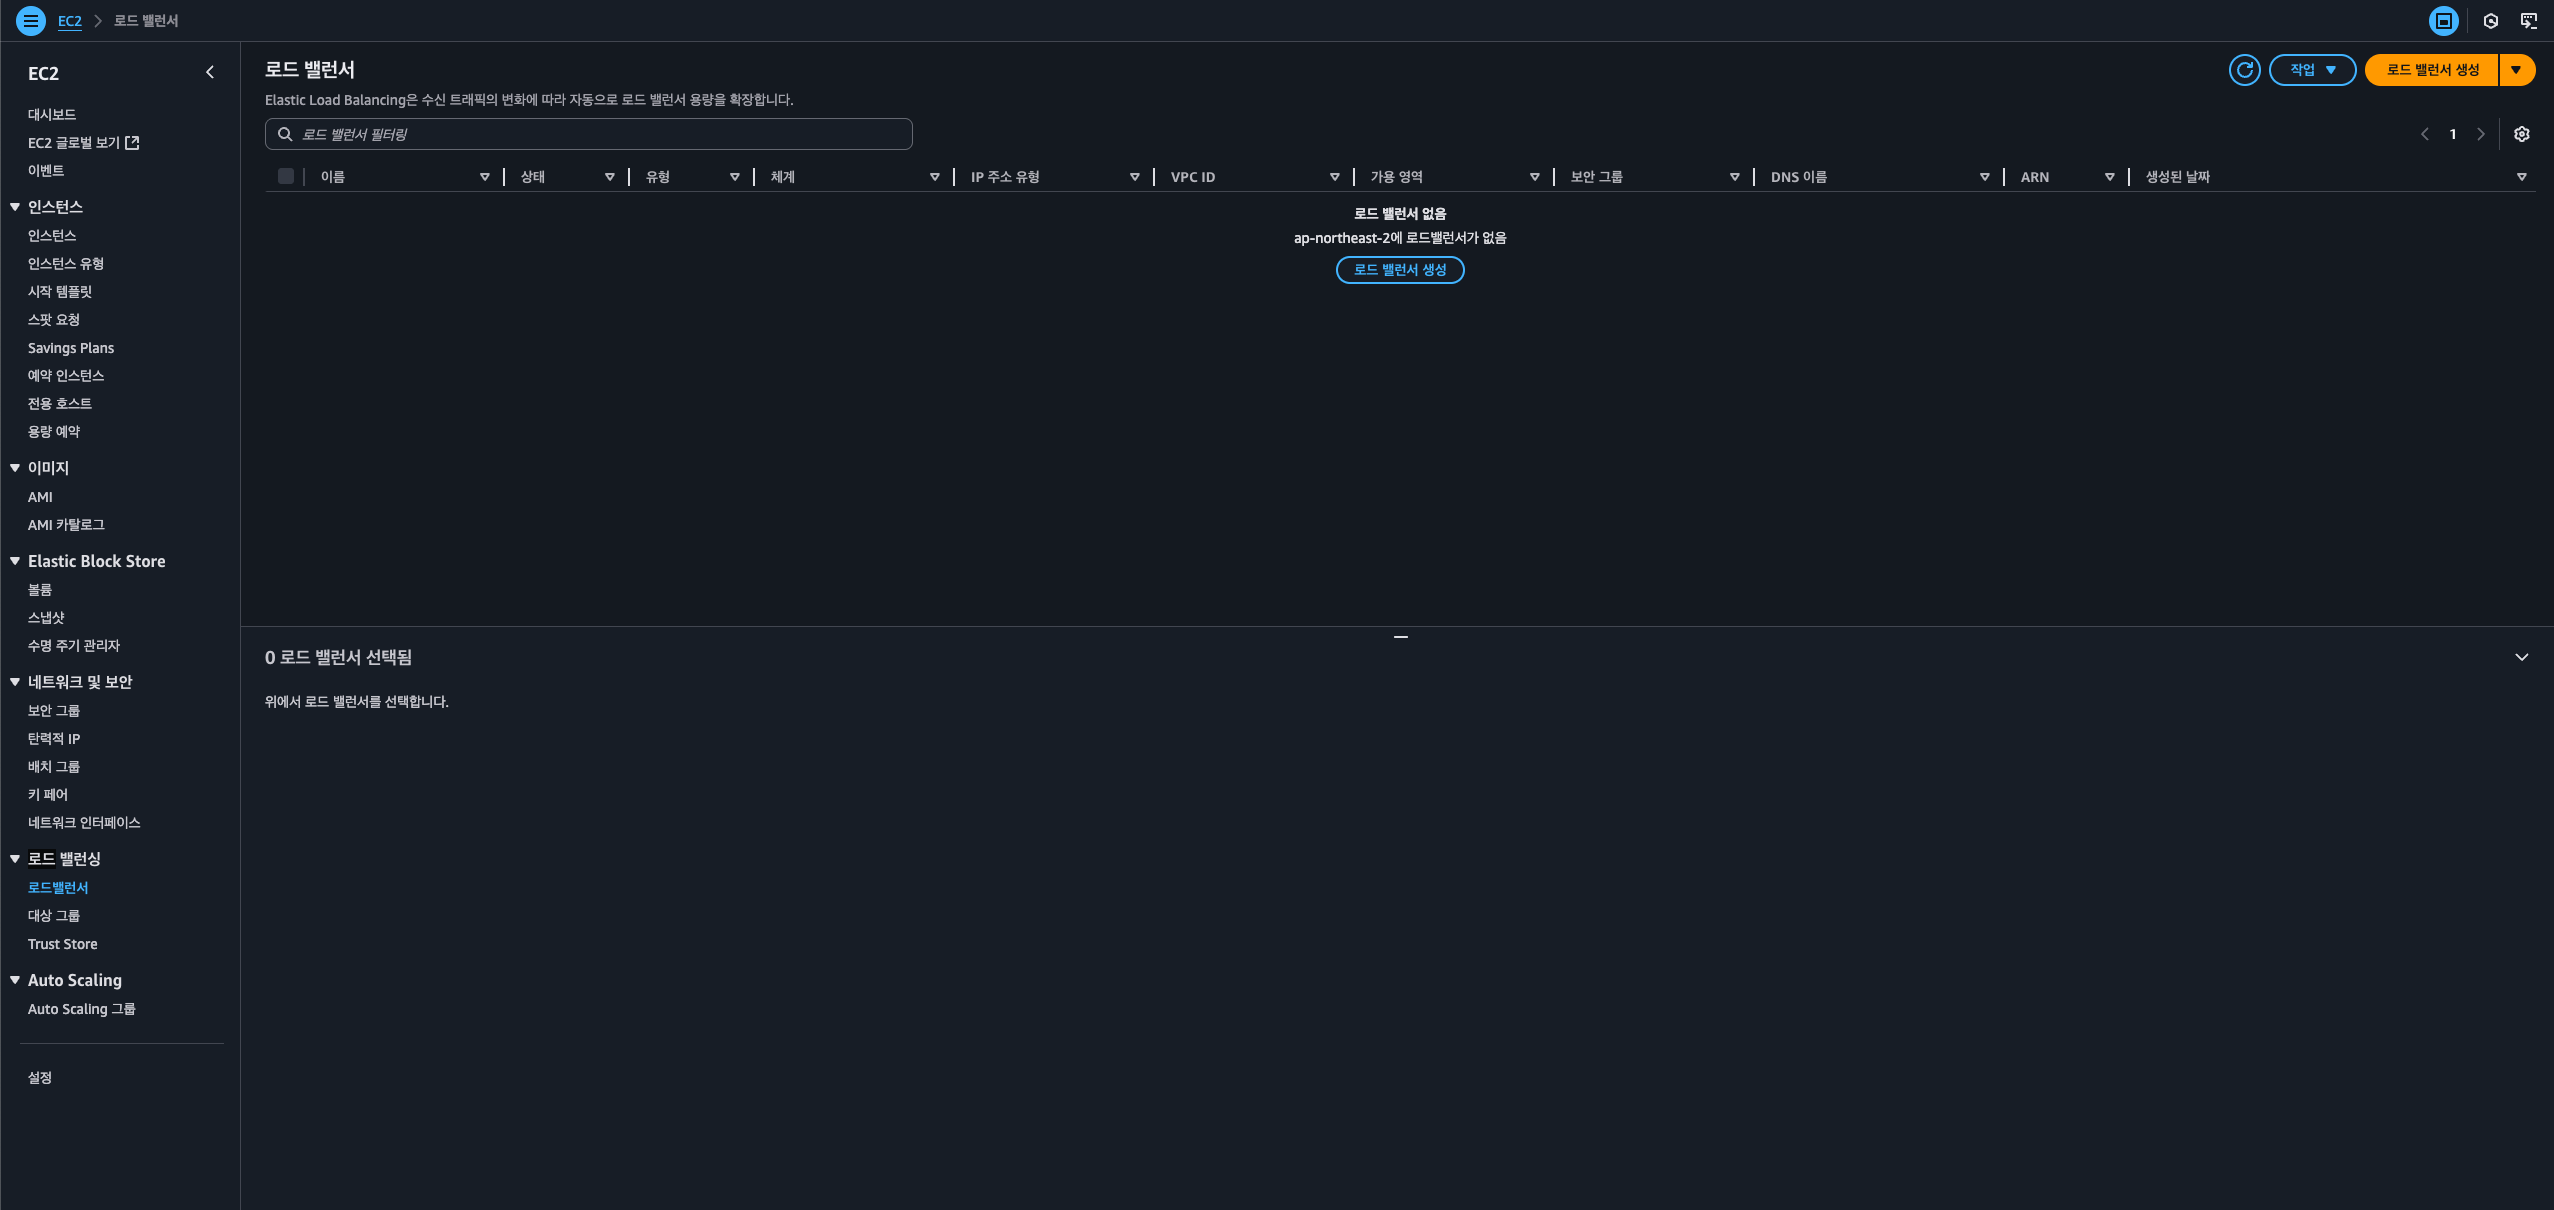 EC2 > 로드 밸런서
EC2
대시보드
EC2 글로벌 보기
이벤트
인스턴스
인스턴스
인스턴스 유형
시작 템플릿
스팟 요청
Savings Plans
예약 인스턴스
전용 호스트
용량 예약
이미지
AMI
AMI 카탈로그
Elastic Block Store
볼륨
스냅샷
수명 주기 관리자
네트워크 및 보안
보안 그룹
탄력적 IP
배치 그룹
키 페어
네트워크 인터페이스
로드 밸런싱
로드밸런서
대상 그룹
Trust Store
Auto Scaling
Auto Scaling 그룹
설정
로드 밸런서
작업
로드 밸런서 생성
Elastic Load Balancing은 수신 트래픽의 변화에 따라 자동으로 로드 밸런서 용량을 확장합니다.
로드 밸런서 필터링
1
이름 상태 유형 체계 IP 주소 유형 VPC ID 가용 영역 보안 그룹 DNS 이름 ARN 생성된 날짜
로드 밸런서 없음
ap-northeast-2에 로드밸런서가 없음
로드 밸런서 생성
0 로드 밸런서 선택됨
위에서 로드 밸런서를 선택합니다.